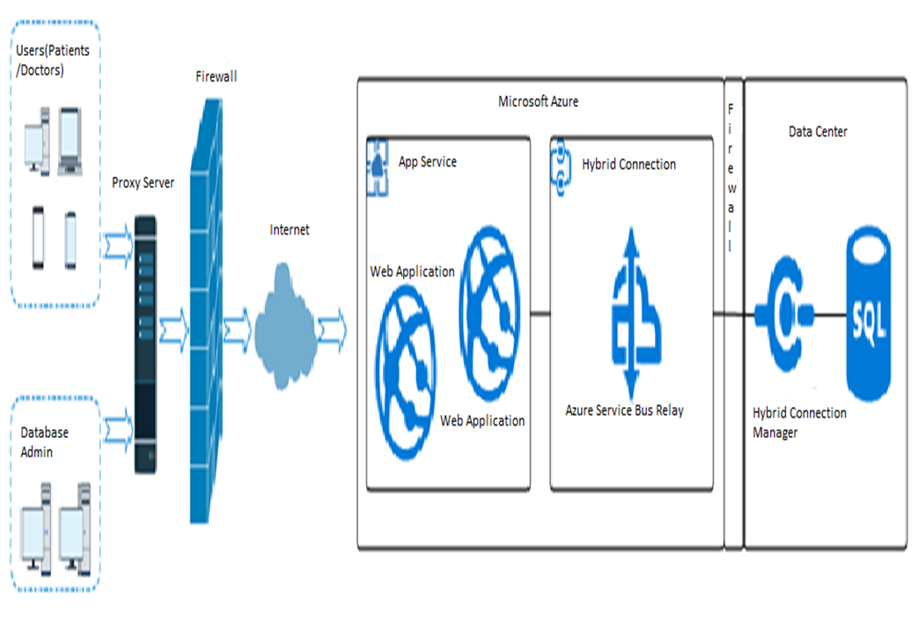 Users(Patients
/Doctors)
Firewall
Proxy Server
Internet
Database
Admin
Microsoft Azure
App Service
Web Application
Web Application
Hybrid Connection
Azure Service Bus Relay
Firewall
Data Center
SQL
Hybrid Connection
Manager